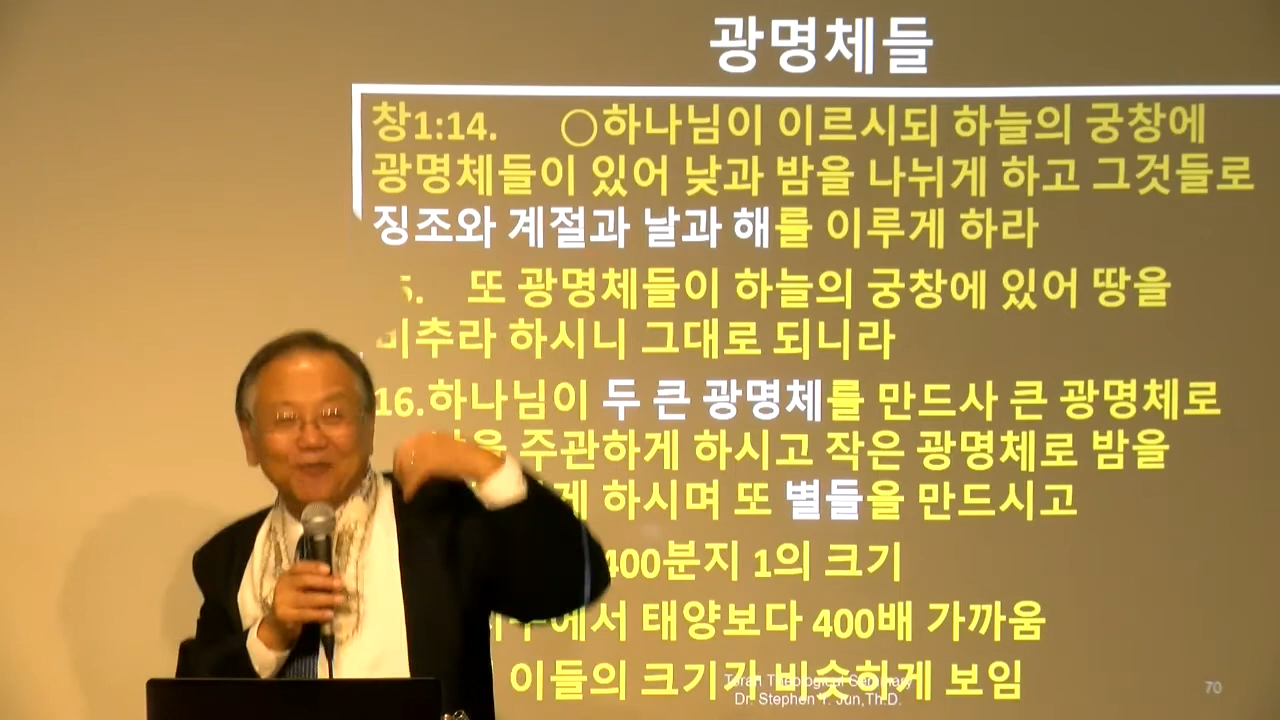 광명체들
창1:14. ○하나님이 이르시되 하늘의 궁창에
광명체들이 있어 낮과 밤을 나뉘게 하고 그것들로
징조와 계절과 날과 해를 이루게 하라
5. 또 광명체들이 하늘의 궁창에 있어 땅을
비추라 하시니 그대로 되니라
16.하나님이 두 큰 광명체를 만드사 큰 광명체로
주관하게 하시고 작은 광명체로 밤을
하시며 또 별들을 만드시고
400분지 1의 크기
태양보다 400배 가까움
이들의 크기가 비슷하게 보임
Torah Theological Seminary
Dr. Stephen Y. Jun,Th.D.
70